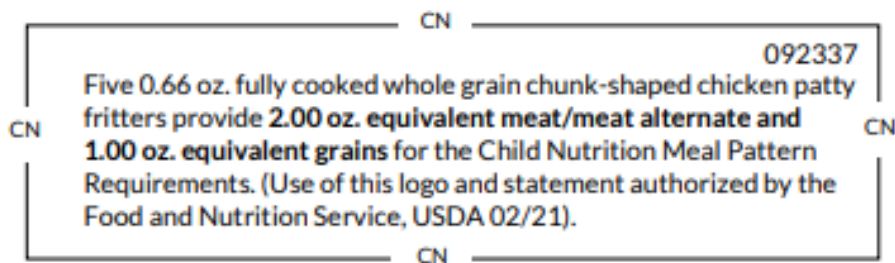 CN
092337
Five 0.66 oz. fully cooked whole grain chunk-shaped chicken patty
CN fritters provide 2.00 oz. equivalent meat/meat alternate and CN
1.00 oz. equivalent grains for the Child Nutrition Meal Pattern
Requirements. (Use of this logo and statement authorized by the
Food and Nutrition Service, USDA 02/21).
CN